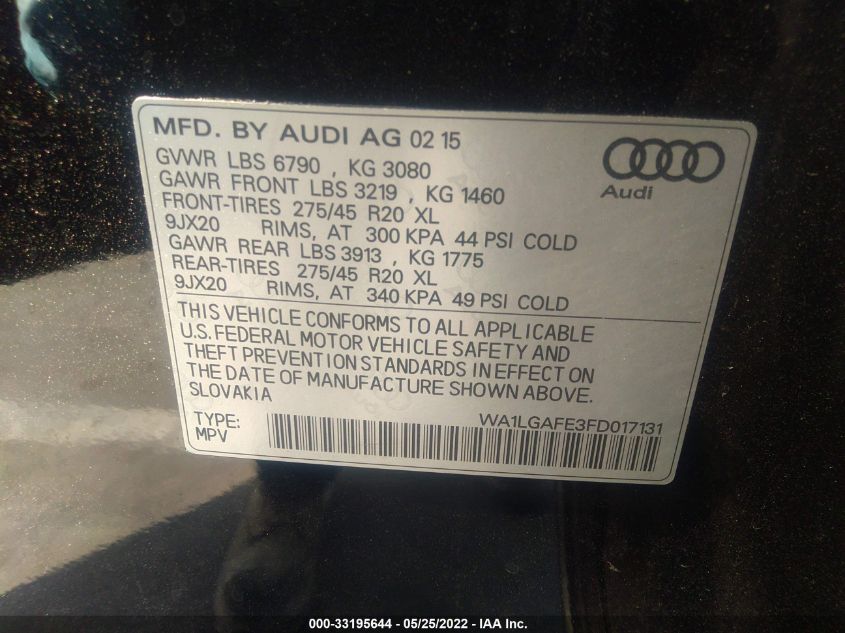 MFD. BY AUDI AG 02 15
GVWR LBS 6790 , KG 3080
GAWR FRONT LBS 3219 , KG 1460
FRONT-TIRES 275/45 R20 XL
9JX20 RIMS, AT 300 KPA 44 PSI COLD
GAWR REAR LBS 3913 , KG 1775
REAR-TIRES 275/45 R20 XL
9JX20 RIMS, AT 340 KPA 49 PSI COLD
Audi
THIS VEHICLE CONFORMS TO ALL APPLICABLE
U.S. FEDERAL MOTOR VEHICLE SAFETY AND
THEFT PREVENTION STANDARDS IN EFFECT ON
THE DATE OF MANUFACTURE SHOWN ABOVE.
SLOVAKIA
TYPE: WA1LGAFE3FD017131
MPV
000-33195644 - 05/25/2022 - IAA Inc.